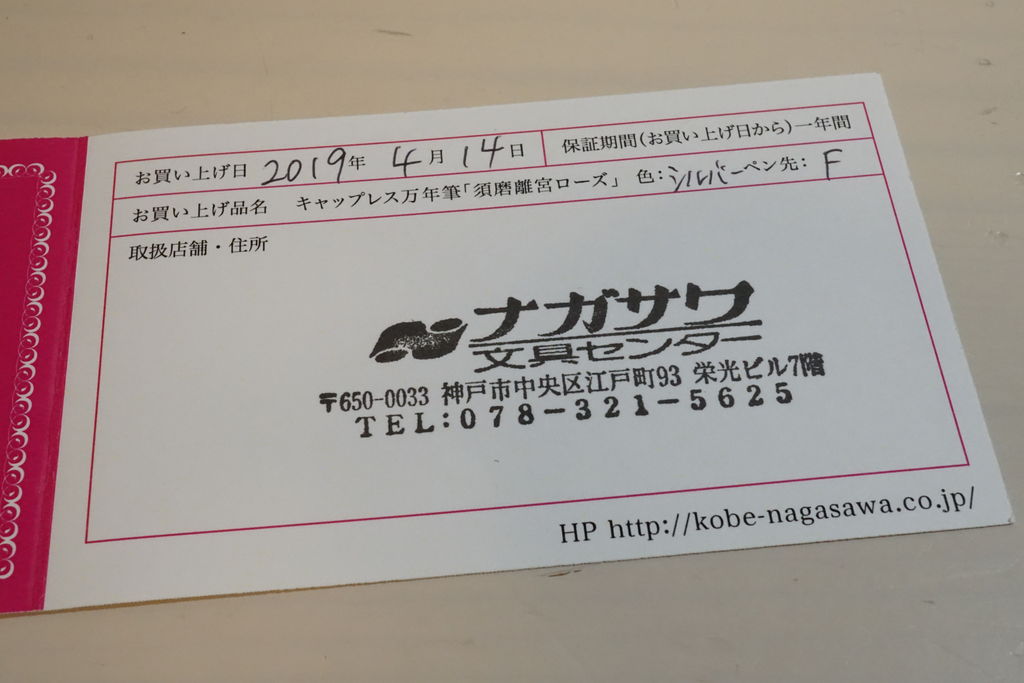 お買い上げ日 2019年 4月 14日 保証期間(お買い上げ日から)一年間
お買い上げ品名 キャップレス万年筆「須磨離宮ローズ」 色:シルバー ペン先: F
取扱店舗・住所
ナガサワ
文具センター
〒650-0033 神戸市中央区江戸町93 栄光ビル7階
TEL:078-321-5625
HP http://kobe-nagasawa.co.jp/